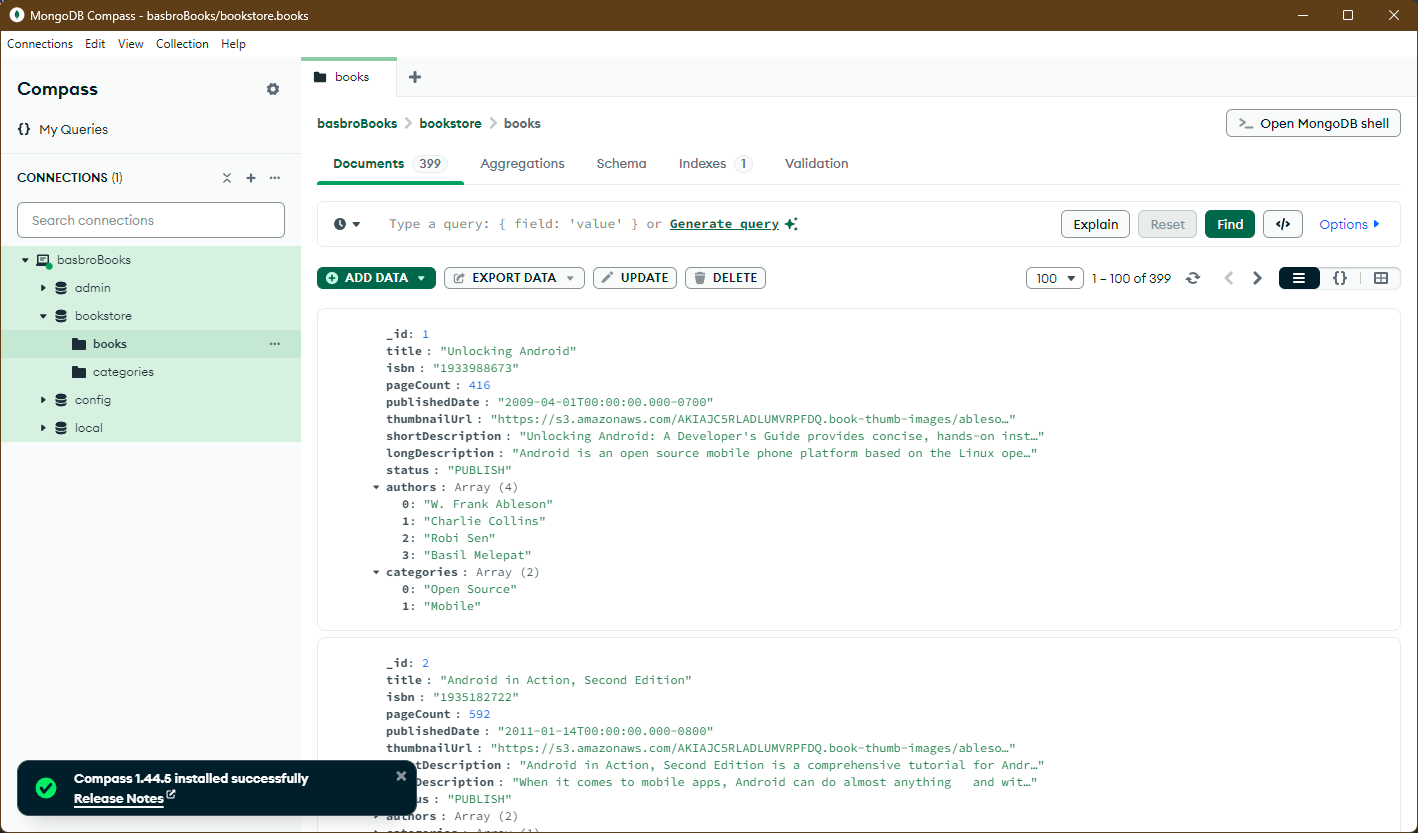 MongoDB Compass - basbroBooks/bookstore.books
Connections Edit View Collection Help
Compass
My Queries
CONNECTIONS (1)
Search connections
basbroBooks
admin
bookstore
books
categories
config
local
books
basbroBooks > bookstore > books
>_ Open MongoDB shell
Documents 399 Aggregations Schema Indexes 1 Validation
Type a query: { field: 'value' } or Generate query
Explain Reset Find </> Options
ADD DATA EXPORT DATA UPDATE DELETE
100 1 – 100 of 399 {}
_id: 1
title : "Unlocking Android"
isbn : "1933988673"
pageCount : 416
publishedDate : "2009-04-01T00:00:00.000-0700"
thumbnailUrl : "https://s3.amazonaws.com/AKIAJC5RLADLUMVRPFDQ.book-thumb-images/ableso…"
shortDescription : "Unlocking Android: A Developer's Guide provides concise, hands-on inst…"
longDescription : "Android is an open source mobile phone platform based on the Linux ope…"
status : "PUBLISH"
authors : Array (4)
0: "W. Frank Ableson"
1: "Charlie Collins"
2: "Robi Sen"
3: "Basil Melepat"
categories : Array (2)
0: "Open Source"
1: "Mobile"
_id: 2
title : "Android in Action, Second Edition"
isbn : "1935182722"
pageCount : 592
publishedDate : "2011-01-14T00:00:00.000-0800"
thumbnailUrl : "https://s3.amazonaws.com/AKIAJC5RLADLUMVRPFDQ.book-thumb-images/ableso…"
rtDescription : "Android in Action, Second Edition is a comprehensive tutorial for Andr…"
Description : "When it comes to mobile apps, Android can do almost anything   and wit…"
us : "PUBLISH"
authors : Array (2)
categories : Array (1)
Compass 1.44.5 installed successfully
Release Notes